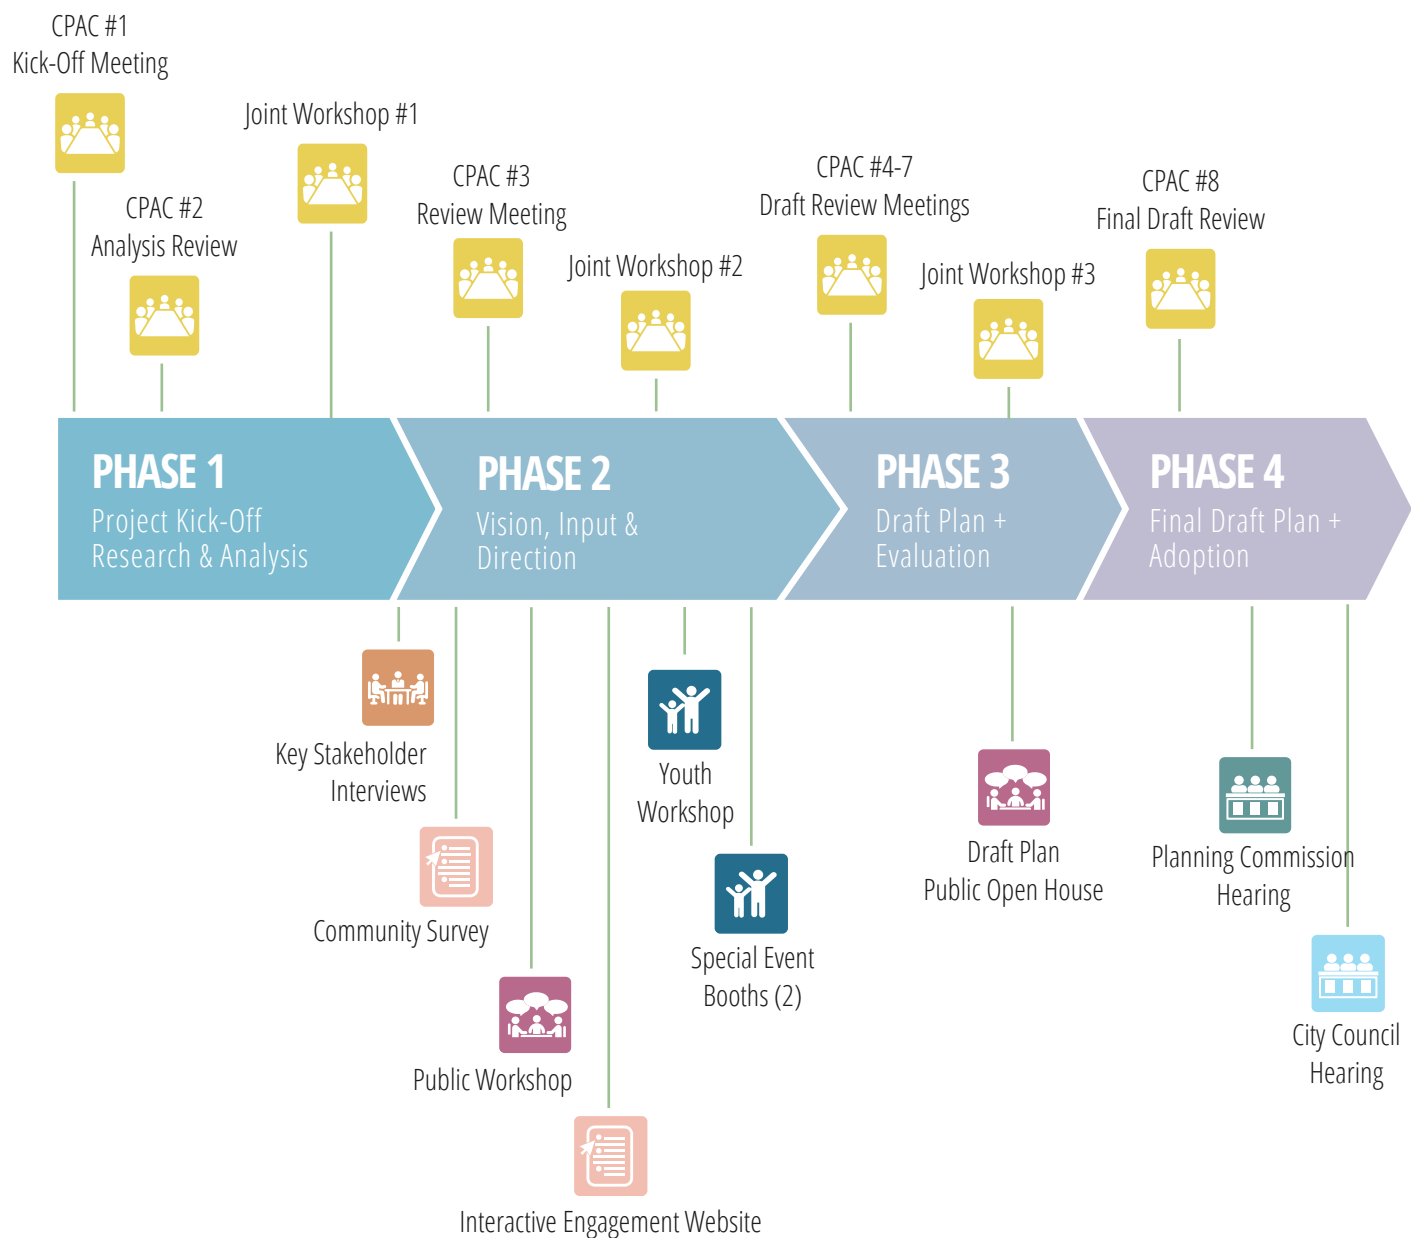 CPAC #1
Kick-Off Meeting
Joint Workshop #1
CPAC #2
Analysis Review
CPAC #3
Review Meeting
Joint Workshop #2
CPAC #4-7
Draft Review Meetings
Joint Workshop #3
CPAC #8
Final Draft Review
PHASE 1
Project Kick-Off
Research & Analysis
PHASE 2
Vision, Input &
Direction
PHASE 3
Draft Plan +
Evaluation
PHASE 4
Final Draft Plan +
Adoption
Key Stakeholder
Interviews
Community Survey
Public Workshop
Interactive Engagement Website
Youth
Workshop
Special Event
Booths (2)
Draft Plan
Public Open House
Planning Commission
Hearing
City Council
Hearing